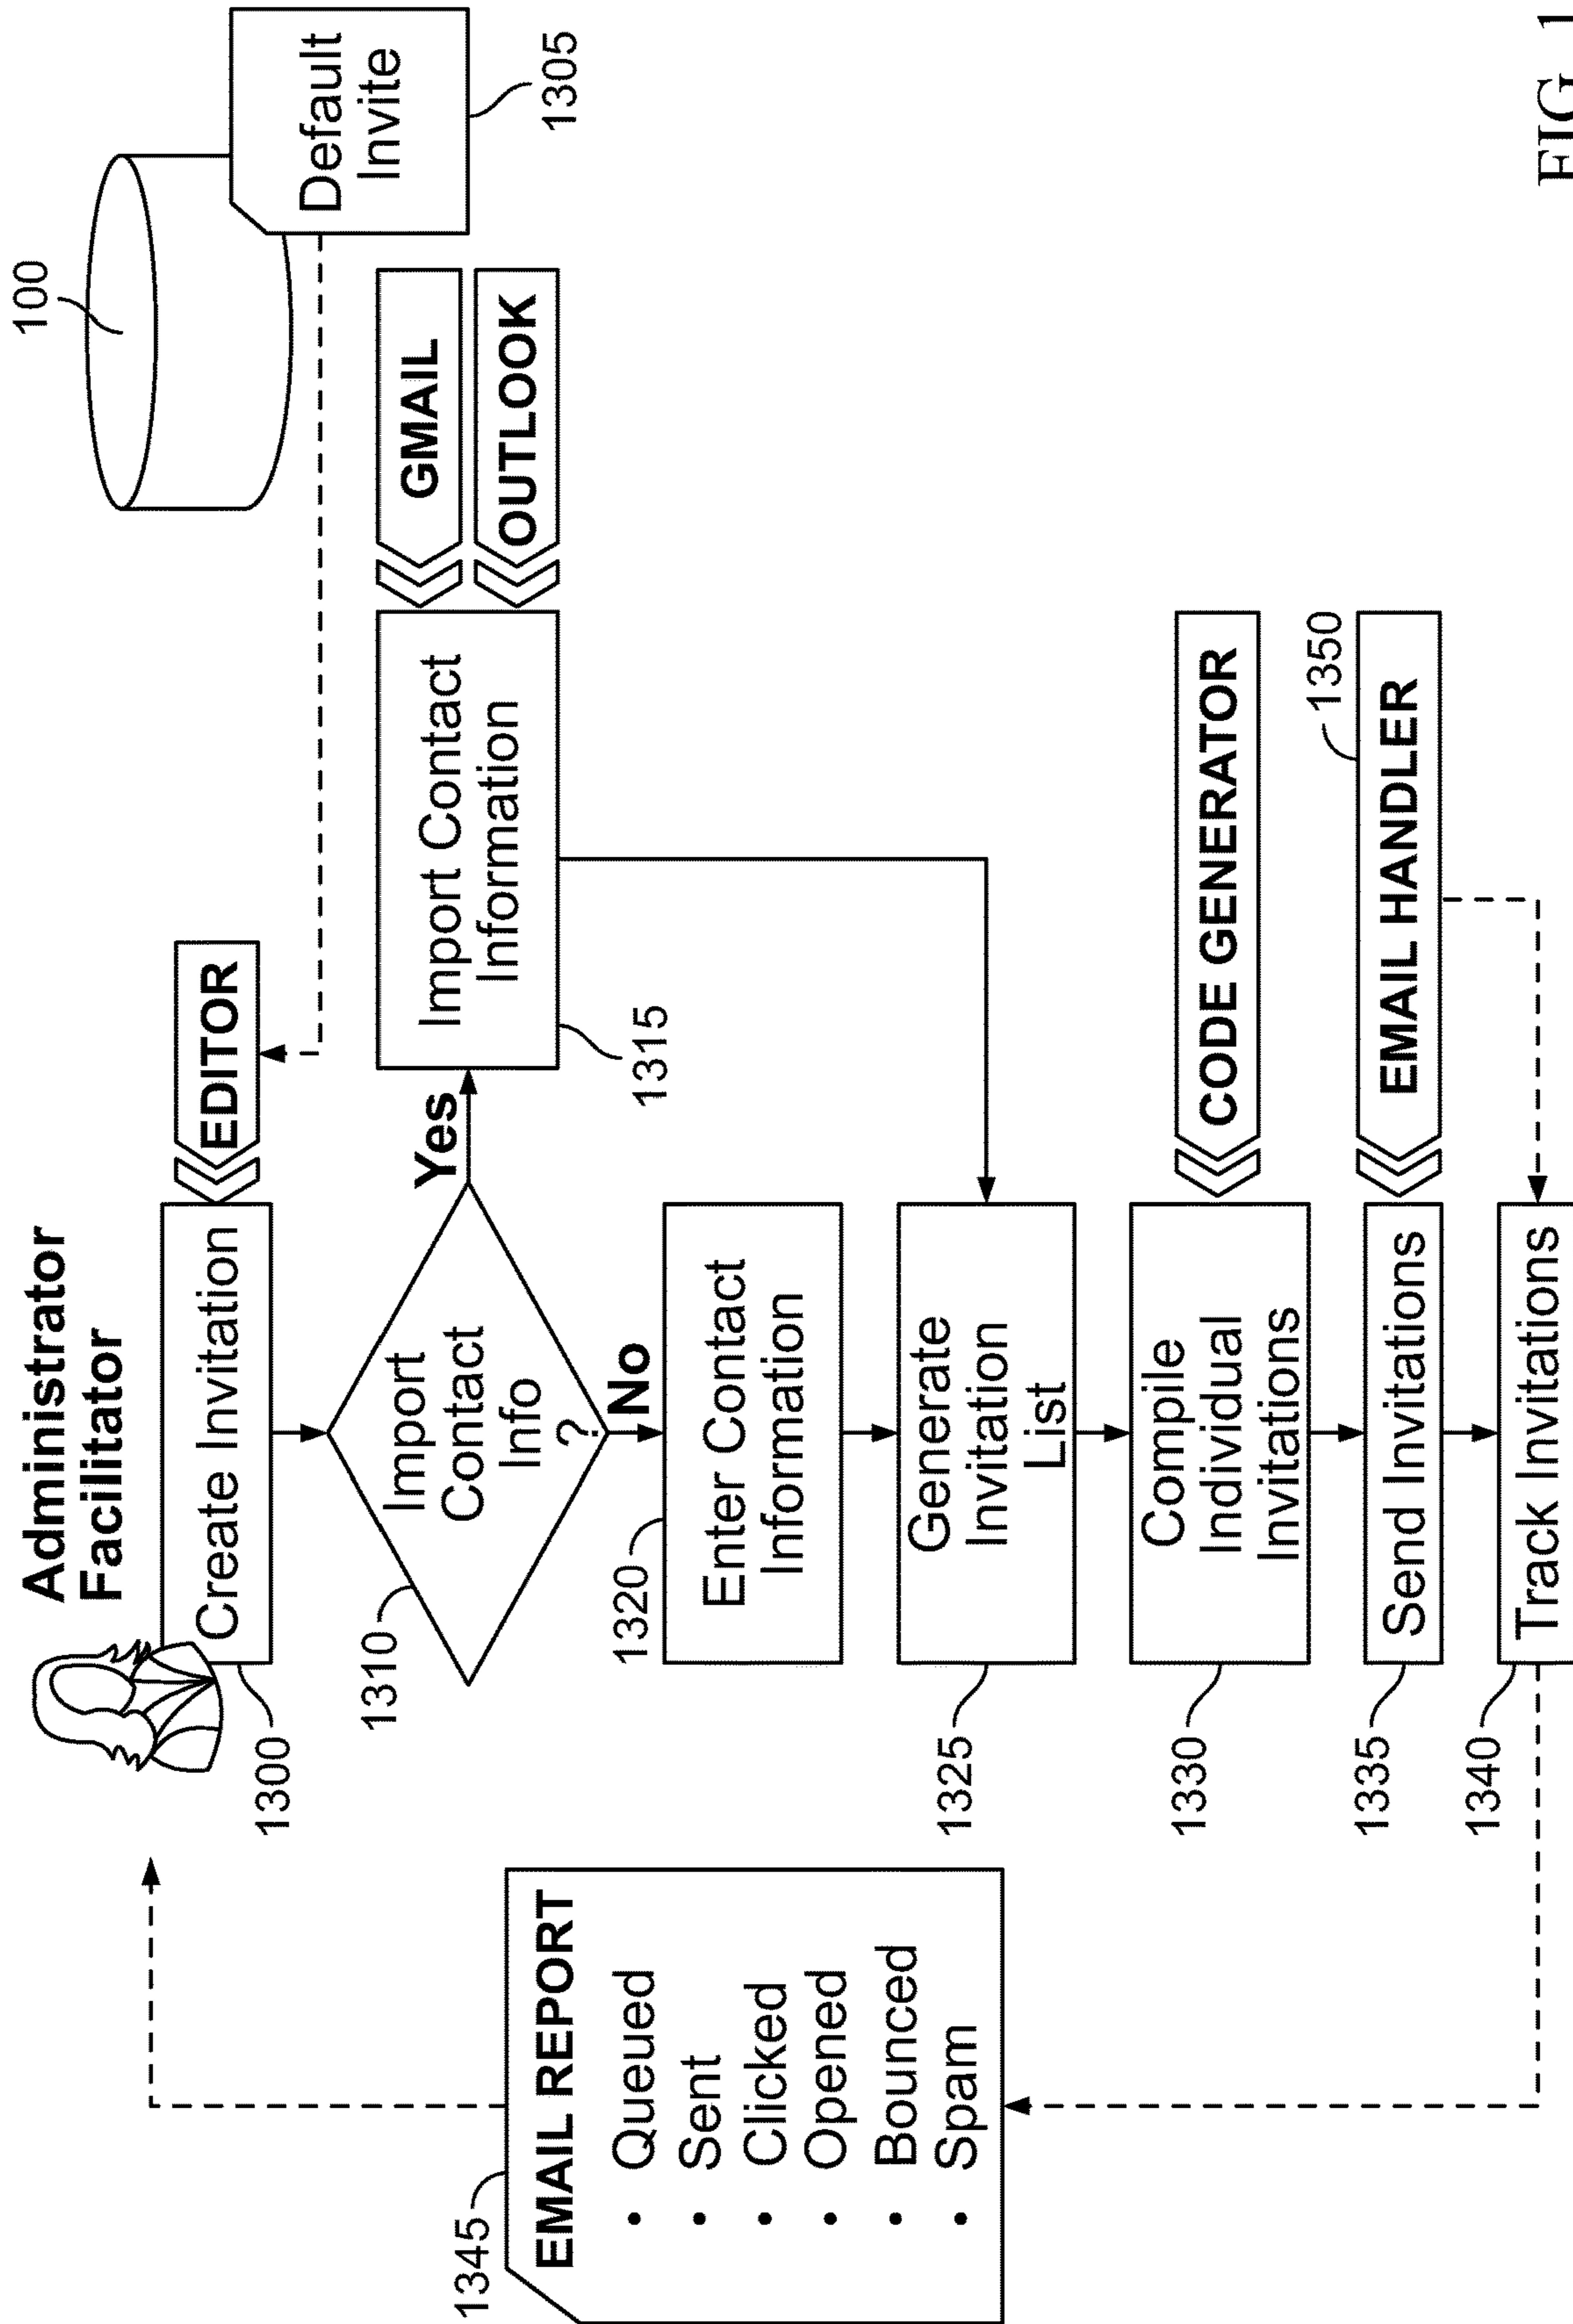 Administrator
Facilitator
100
Default
Invite
1305
1300
Create Invitation
EDITOR
1310
Import
Contact
Info
?
Yes
No
Import Contact
Information
1315
GMAIL
OUTLOOK
1320
Enter Contact
Information
1325
Generate
Invitation
List
1330
Compile
Individual
Invitations
CODE GENERATOR
1335
Send Invitations
EMAIL HANDLER
1350
1340
Track Invitations
1345
EMAIL REPORT
• Queued
• Sent
• Clicked
• Opened
• Bounced
• Spam
FIG. 1